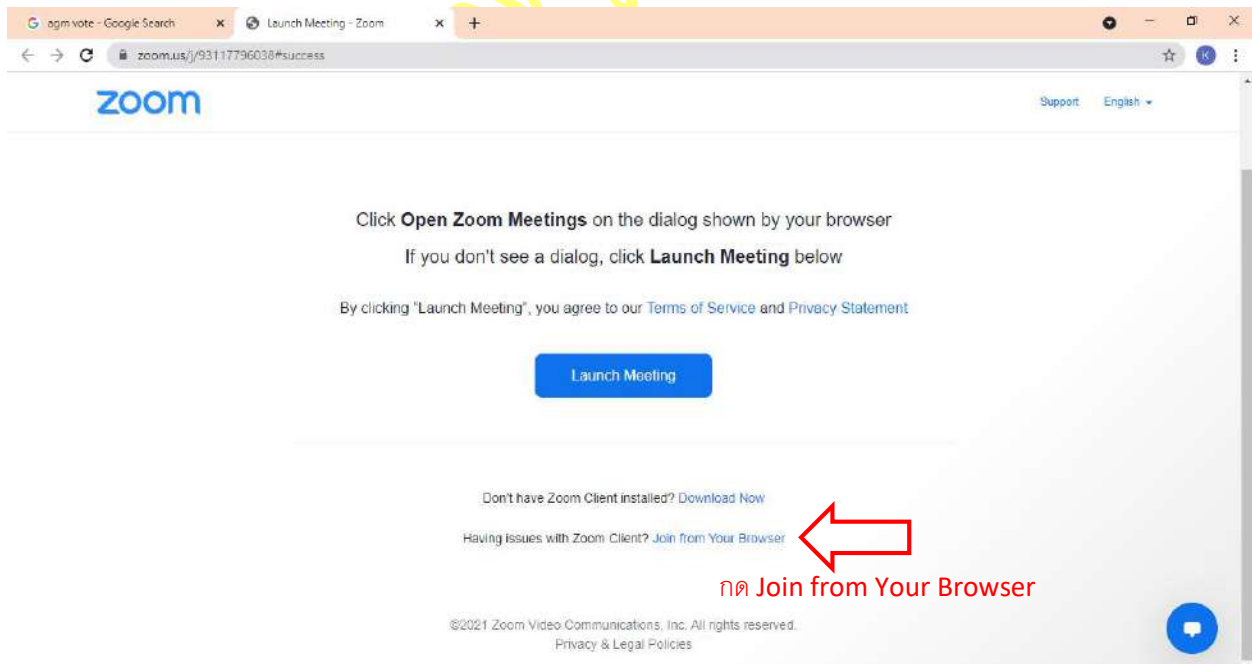 agm vote - Google Search
Launch Meeting - Zoom
zoom.us/j/93117796038#success
K
zoom
Support English
Click Open Zoom Meetings on the dialog shown by your browser
If you don't see a dialog, click Launch Meeting below
By clicking "Launch Meeting", you agree to our Terms of Service and Privacy Statement
Launch Meeting
Don't have Zoom Client installed? Download Now
Having issues with Zoom Client? Join from Your Browser
กด Join from Your Browser
©2021 Zoom Video Communications, Inc. All rights reserved.
Privacy & Legal Policies